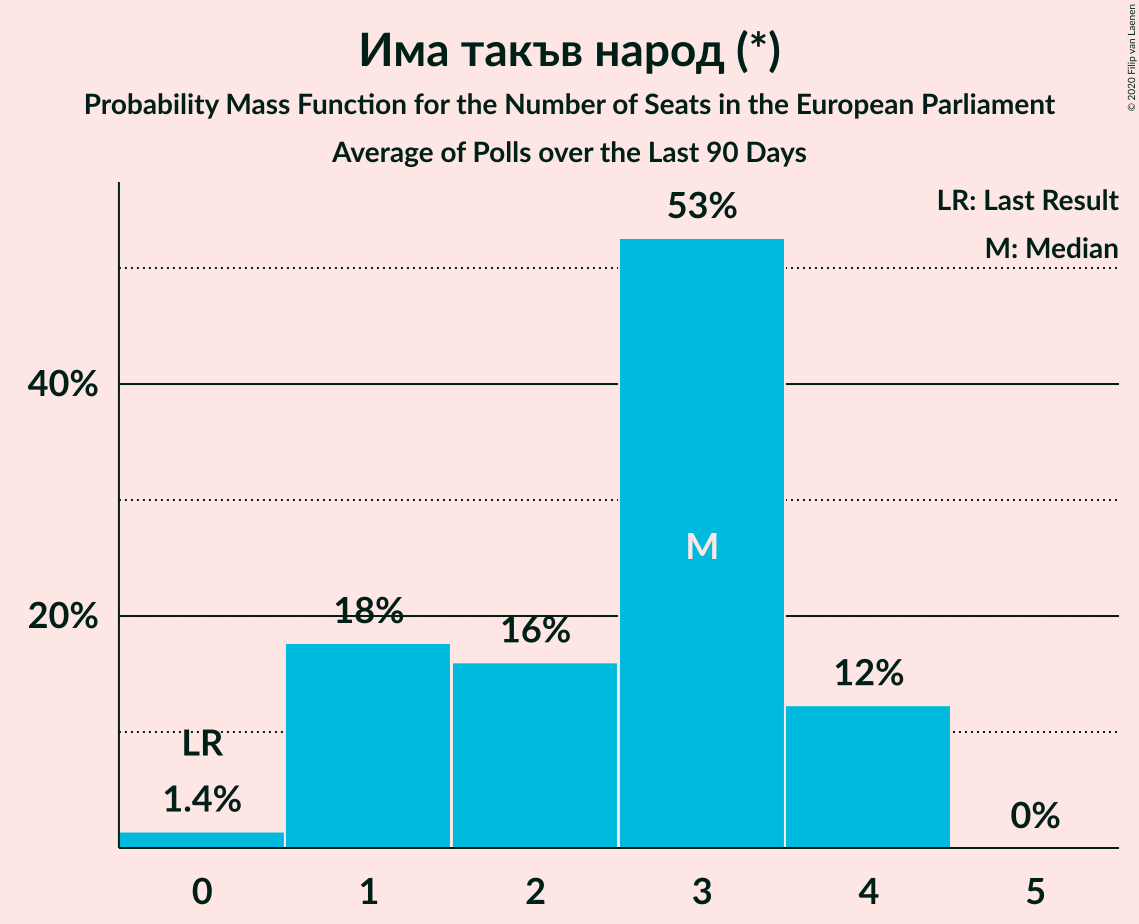 Има такъв народ (*)
Probability Mass Function for the Number of Seats in the European Parliament
Average of Polls over the Last 90 Days
© 2020 Filip van Laenen
LR: Last Result
M: Median
53%
40%
M
20%
18%
16%
12%
LR
1.4%
0%
0 1 2 3 4 5